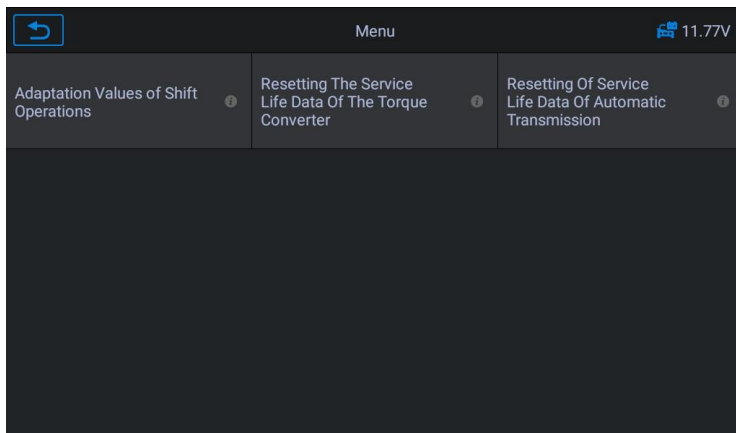 Menu
11.77V
Adaptation Values of Shift
Operations
Resetting The Service
Life Data Of The Torque
Converter
Resetting Of Service
Life Data Of Automatic
Transmission